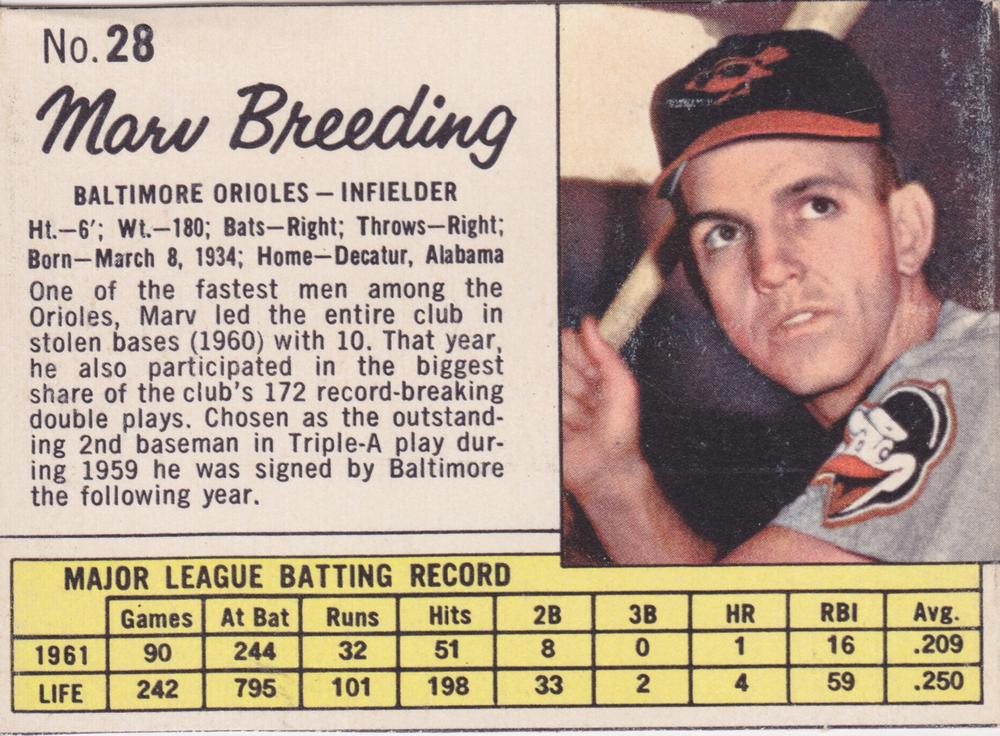 No. 28
Marv Breeding
BALTIMORE ORIOLES — INFIELDER
Ht.—6'; Wt.—180; Bats—Right; Throws—Right;
Born—March 8, 1934; Home—Decatur, Alabama
One of the fastest men among the
Orioles, Marv led the entire club in
stolen bases (1960) with 10. That year,
he also participated in the biggest
share of the club's 172 record-breaking
double plays. Chosen as the outstand-
ing 2nd baseman in Triple-A play dur-
ing 1959 he was signed by Baltimore
the following year.
MAJOR LEAGUE BATTING RECORD
Games At Bat Runs Hits 2B 3B HR RBI Avg.
1961 90 244 32 51 8 0 1 16 .209
LIFE 242 795 101 198 33 2 4 59 .250